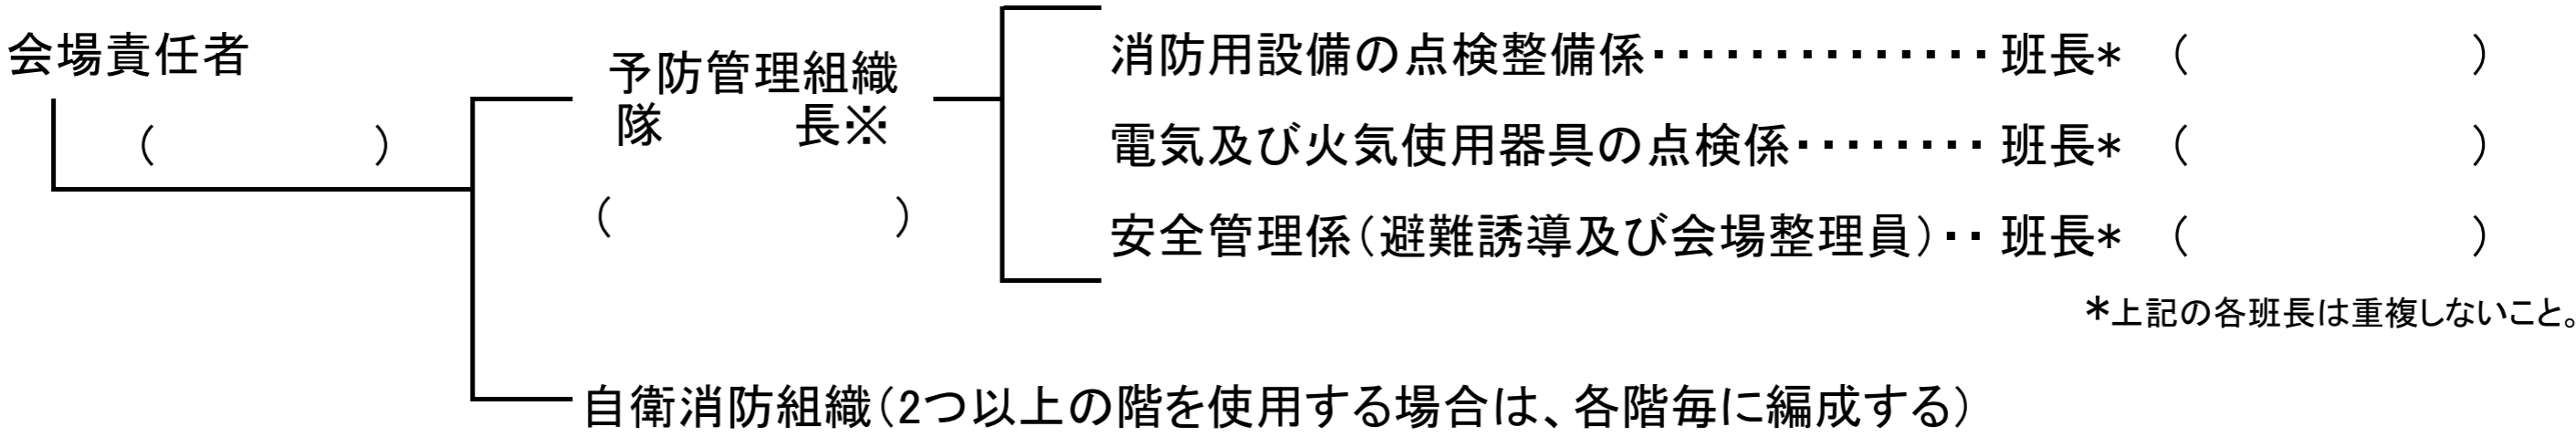 会場責任者
（　　　　）
予防管理組織
隊　　長※
（　　　　　）
消防用設備の点検整備係・・・・・・・・・・・・・・班長*　（　　　　　）
電気及び火気使用器具の点検係・・・・・・・・班長*　（　　　　　）
安全管理係（避難誘導及び会場整理員）・・班長*　（　　　　　）
*上記の各班長は重複しないこと。
自衛消防組織（2つ以上の階を使用する場合は、各階毎に編成する）